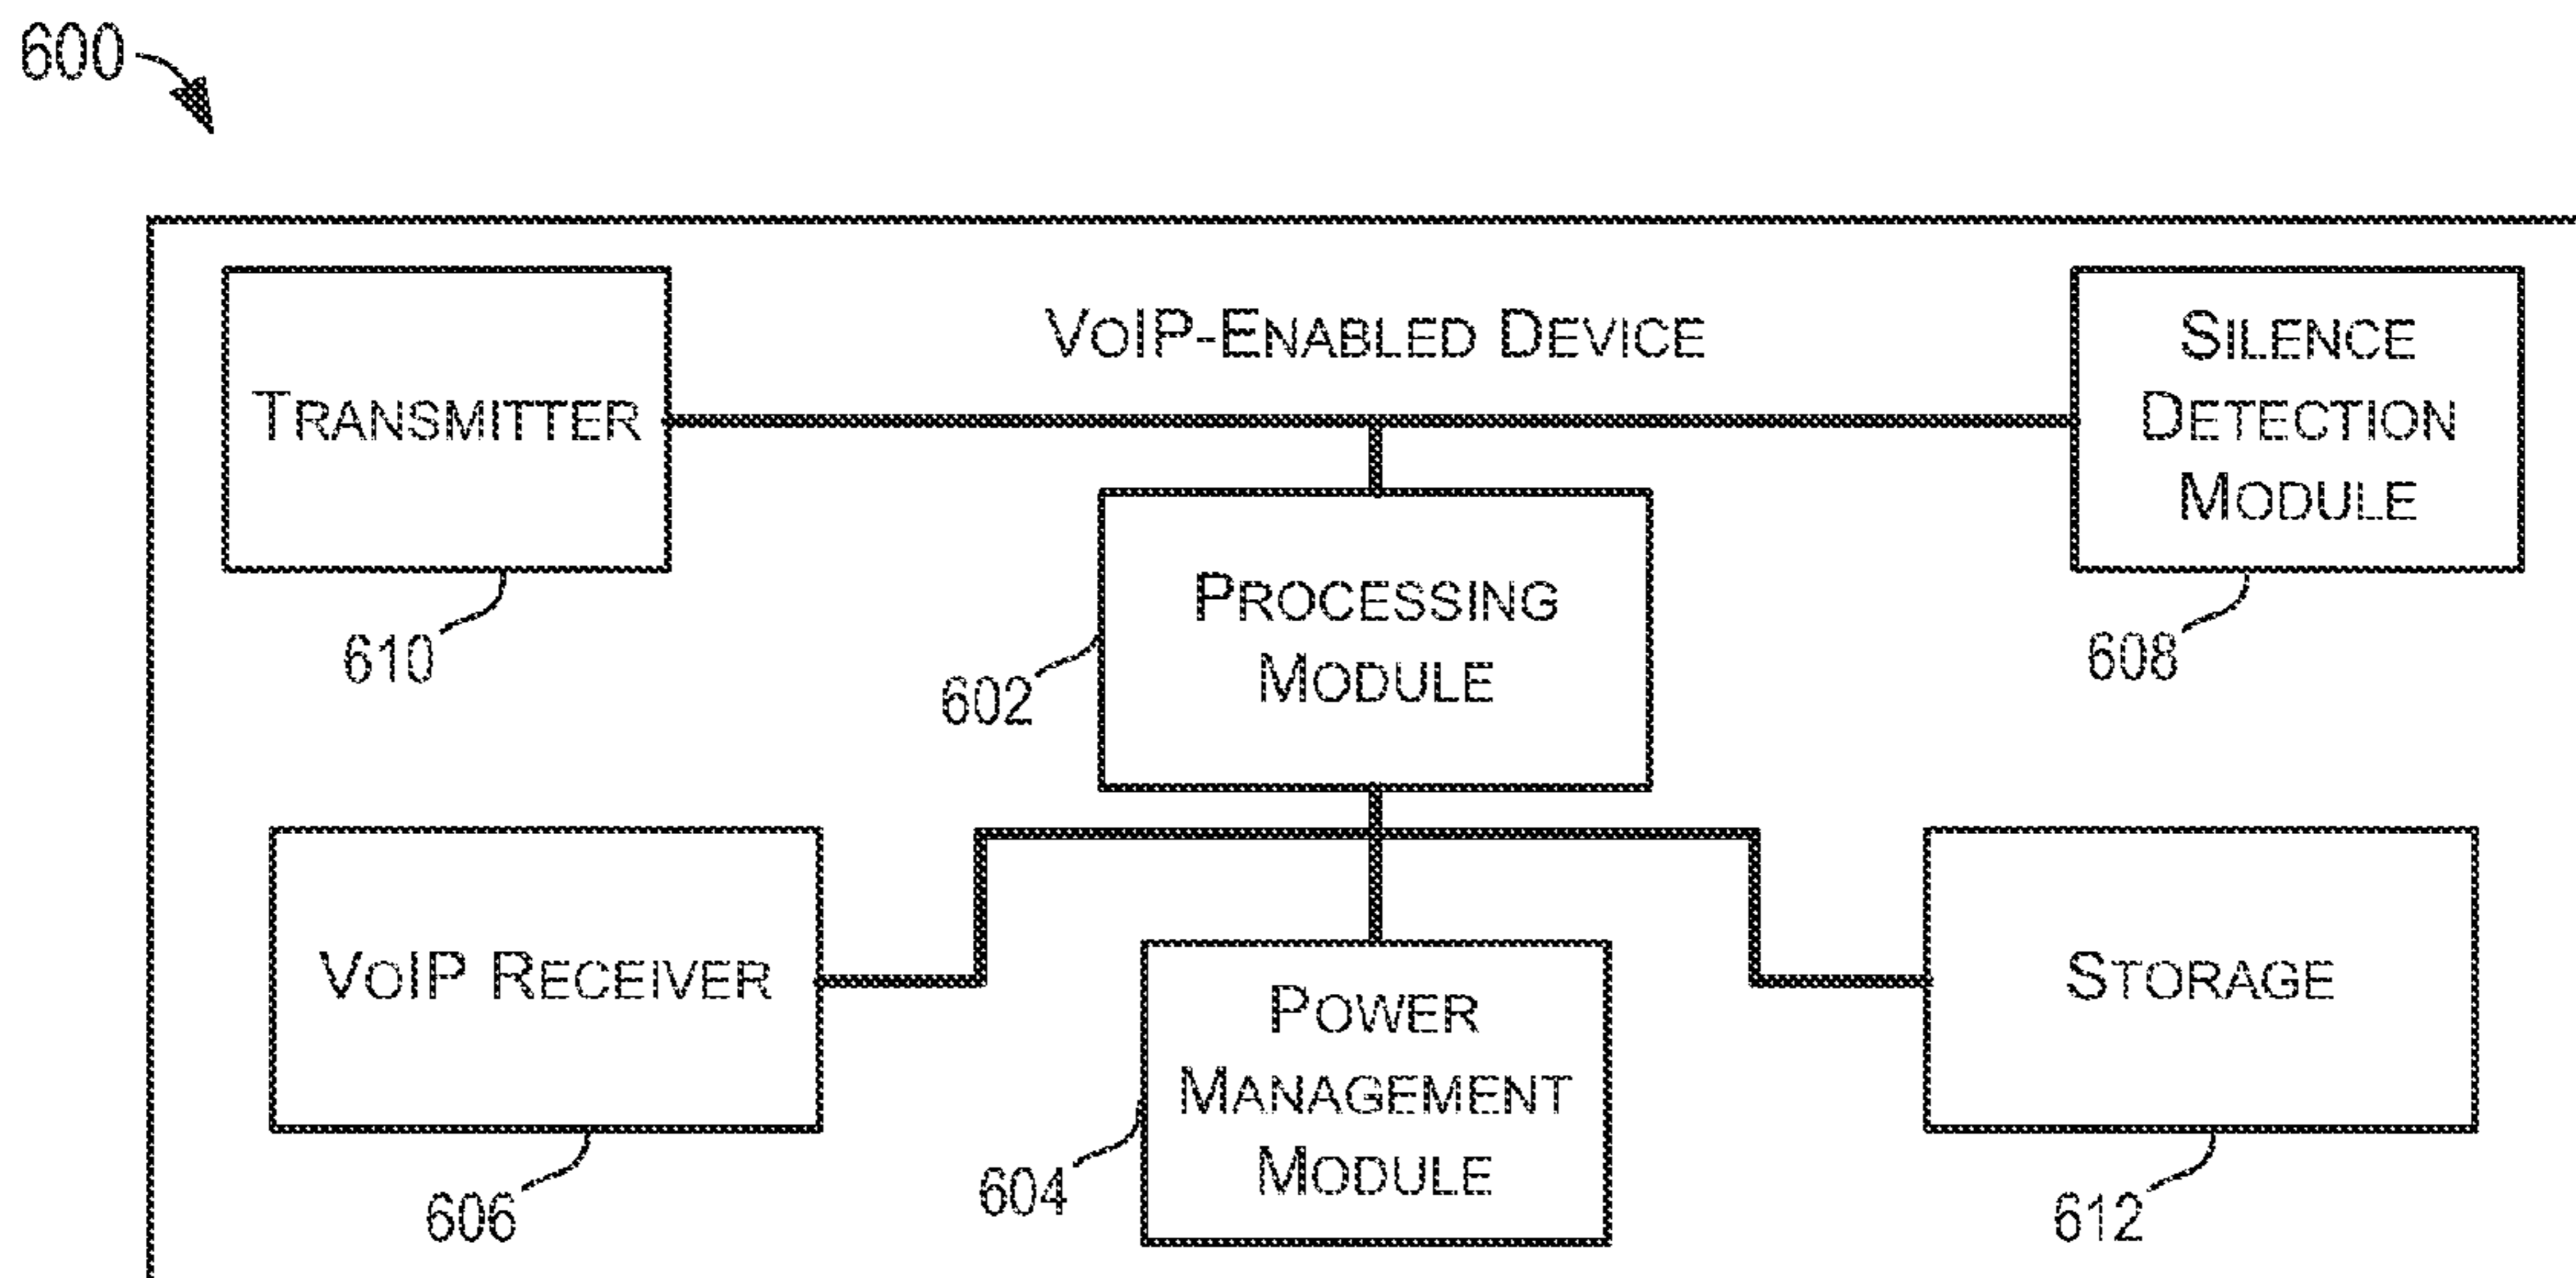 600
VOIP-ENABLED DEVICE
TRANSMITTER
610
SILENCE
DETECTION
MODULE
608
PROCESSING
MODULE
602
VOIP RECEIVER
606
POWER
MANAGEMENT
MODULE
604
STORAGE
612